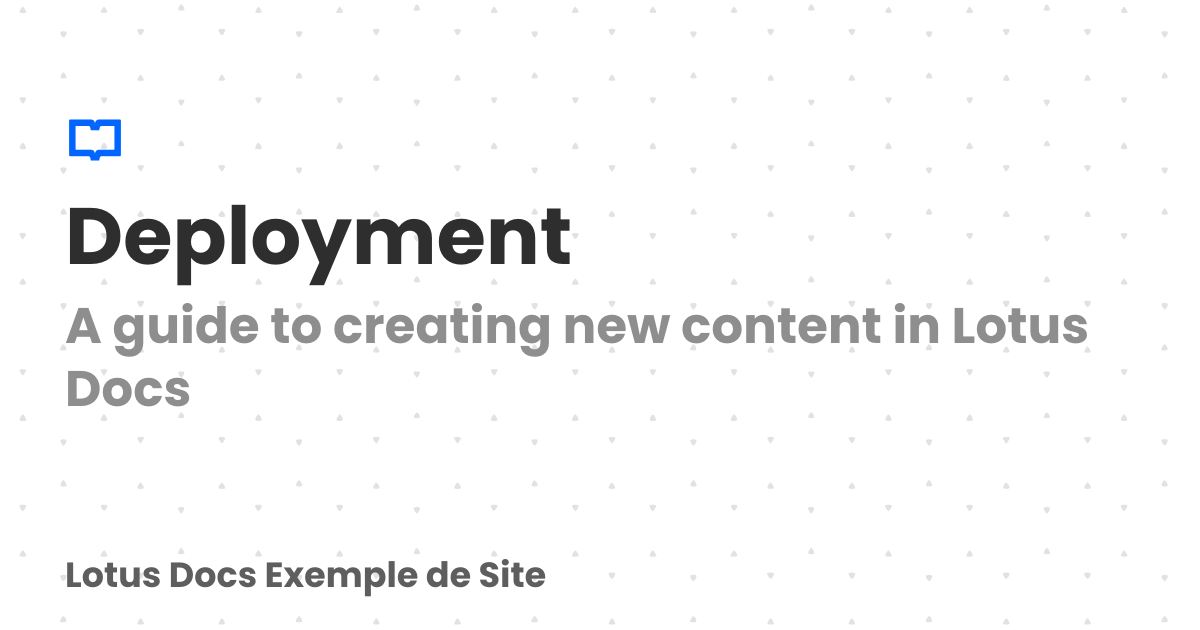 Deployment
A guide to creating new content in Lotus
Docs
Lotus Docs Exemple de Site